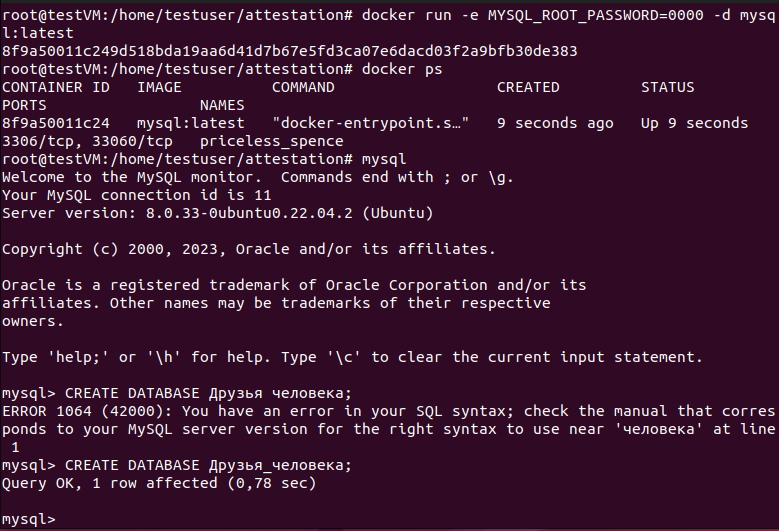 root@testVM:/home/testuser/attestation# docker run -e MYSQL_ROOT_PASSWORD=0000 -d mysq
l:latest
8f9a50011c249d518bda19aa6d41d7b67e5fd3ca07e6dacd03f2a9bfb30de383
root@testVM:/home/testuser/attestation# docker ps
CONTAINER ID   IMAGE          COMMAND                  CREATED         STATUS
PORTS                 NAMES
8f9a50011c24   mysql:latest   "docker-entrypoint.s…"   9 seconds ago   Up 9 seconds
3306/tcp, 33060/tcp   priceless_spence
root@testVM:/home/testuser/attestation# mysql
Welcome to the MySQL monitor.  Commands end with ; or \g.
Your MySQL connection id is 11
Server version: 8.0.33-0ubuntu0.22.04.2 (Ubuntu)

Copyright (c) 2000, 2023, Oracle and/or its affiliates.

Oracle is a registered trademark of Oracle Corporation and/or its
affiliates. Other names may be trademarks of their respective
owners.

Type 'help;' or '\h' for help. Type '\c' to clear the current input statement.

mysql> CREATE DATABASE Друзья человека;
ERROR 1064 (42000): You have an error in your SQL syntax; check the manual that corres
ponds to your MySQL server version for the right syntax to use near 'человека' at line
 1
mysql> CREATE DATABASE Друзья_человека;
Query OK, 1 row affected (0,78 sec)

mysql>